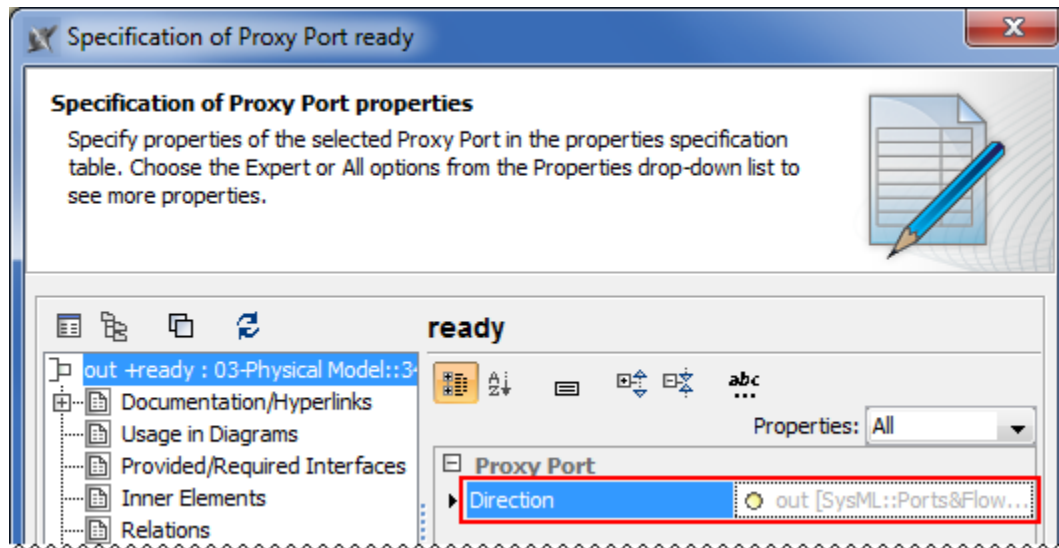 Specification of Proxy Port ready
x
Specification of Proxy Port properties
Specify properties of the selected Proxy Port in the properties specification
table. Choose the Expert or All options from the Properties drop-down list to
see more properties.
ready
out +ready : 03-Physical Model::3
Documentation/Hyperlinks
Usage in Diagrams
Provided/Required Interfaces
Inner Elements
Relations
A
Z
abc
...
Properties: All
Proxy Port
Direction out [SysML::Ports&Flow...